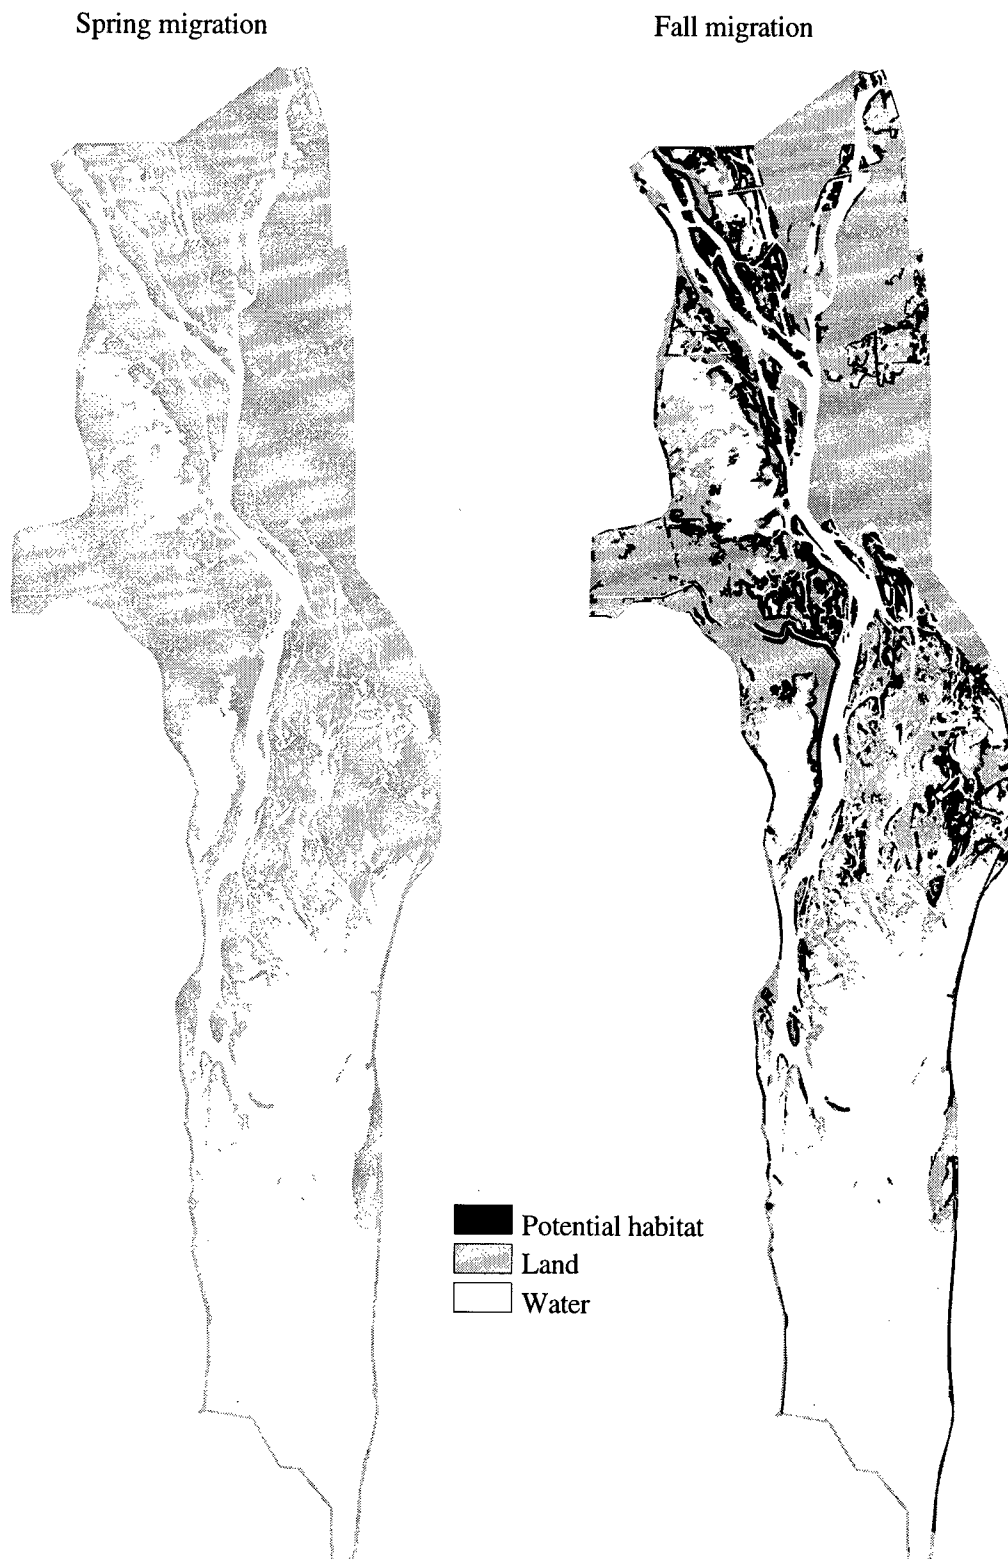 Spring migration
Fall migration
Potential habitat
Land
Water